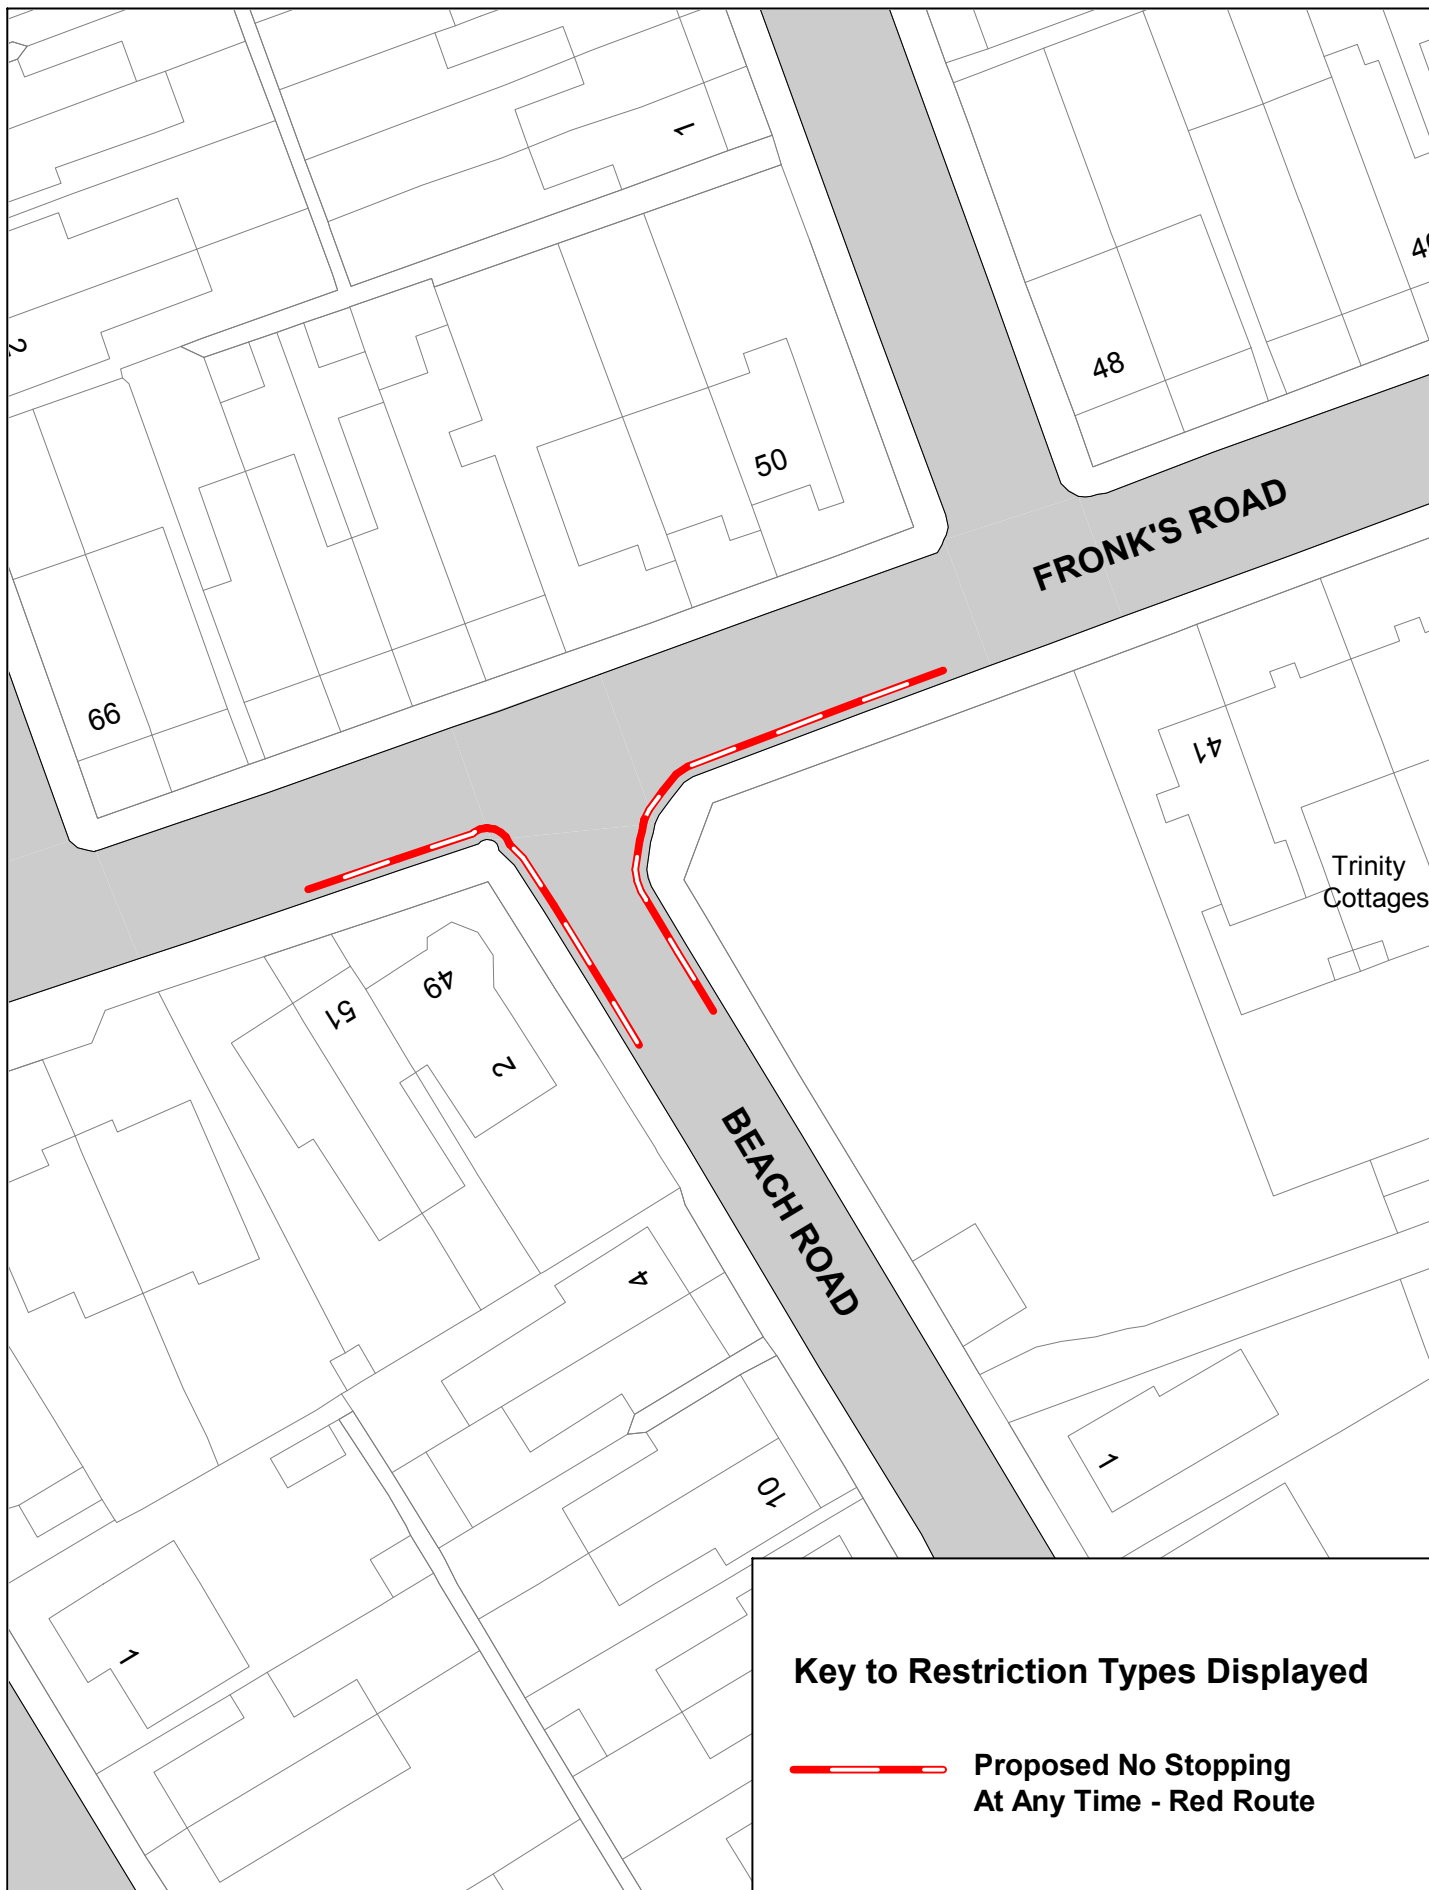 1
2
48
50
FRONK'S ROAD
66
41
Trinity
Cottages
49
51
2
BEACH ROAD
4
1
10
1
Key to Restriction Types Displayed
Proposed No Stopping
At Any Time - Red Route